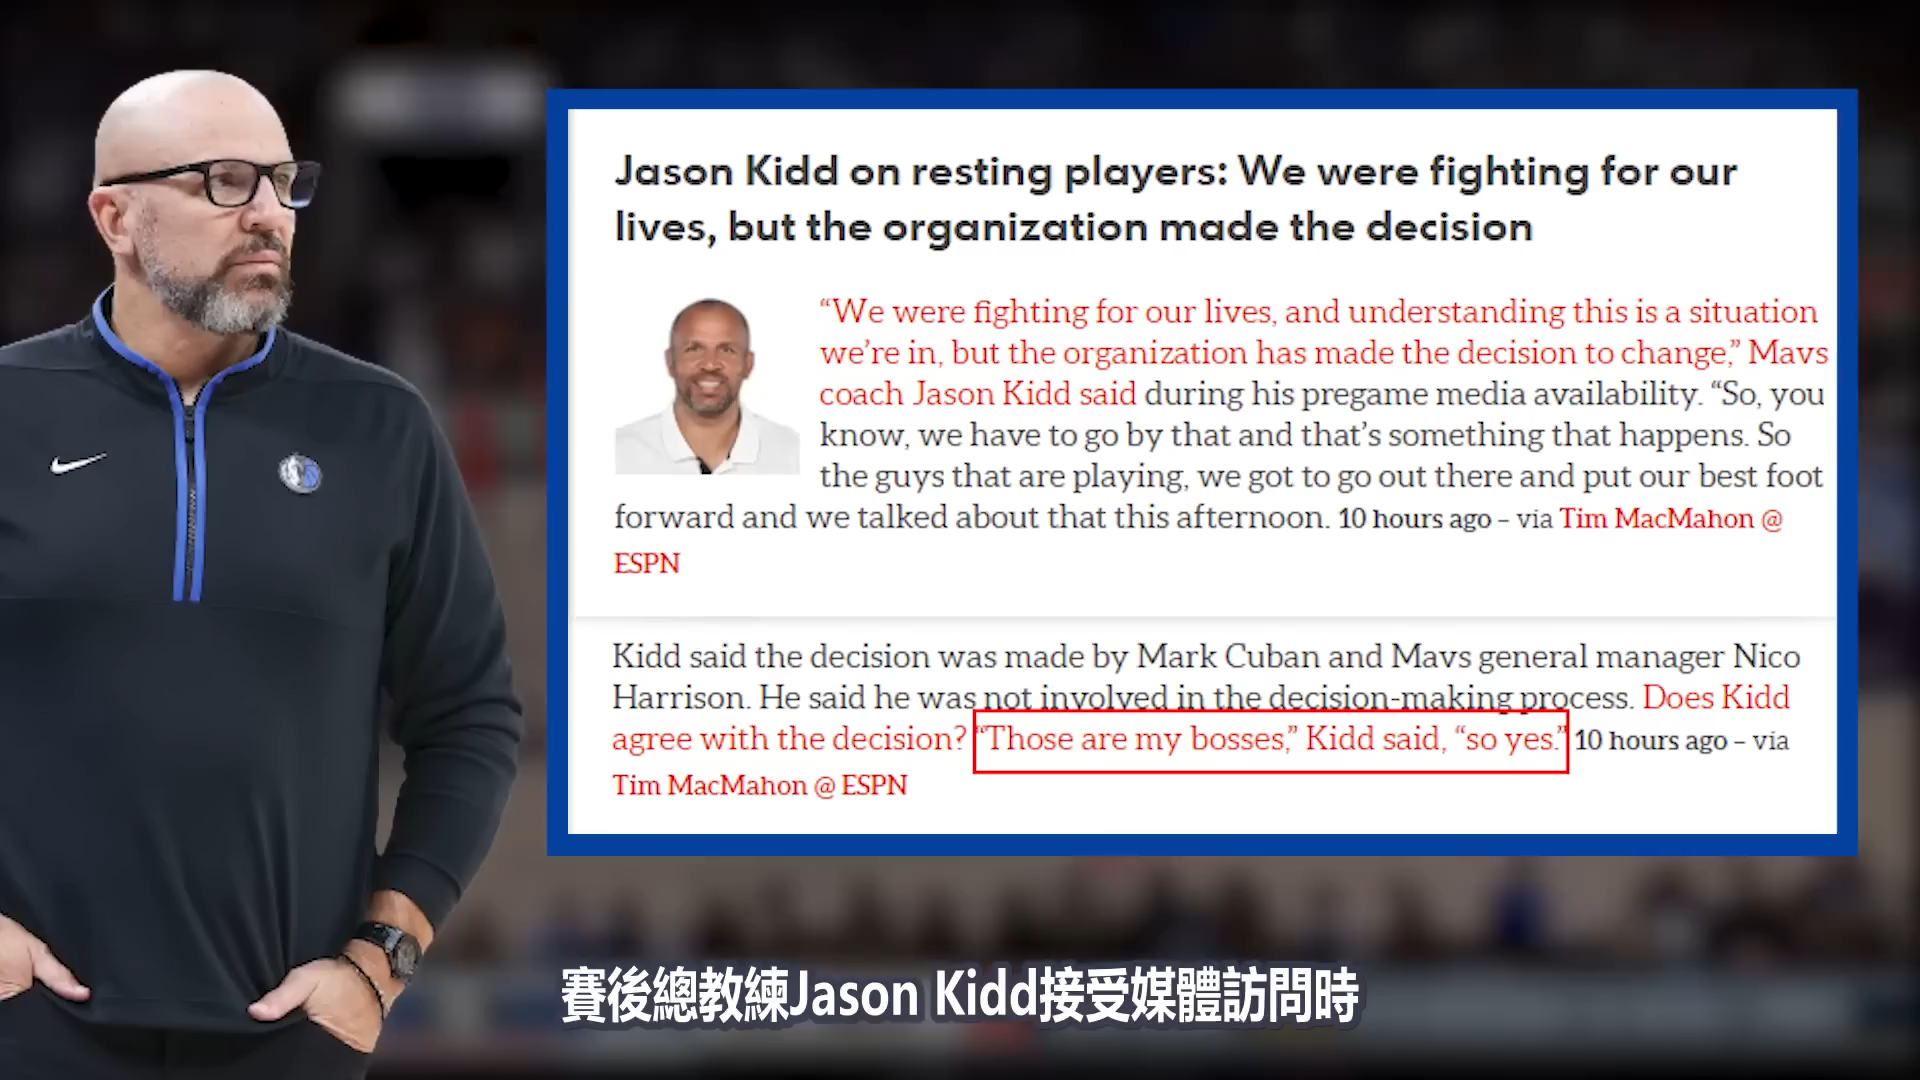 Jason Kidd on resting players: We were fighting for our
lives, but the organization made the decision
“We were fighting for our lives, and understanding this is a situation
we’re in, but the organization has made the decision to change,” Mavs
coach Jason Kidd said during his pregame media availability. “So, you
know, we have to go by that and that’s something that happens. So
the guys that are playing, we got to go out there and put our best foot
forward and we talked about that this afternoon. 10 hours ago – via Tim MacMahon @
ESPN
Kidd said the decision was made by Mark Cuban and Mavs general manager Nico
Harrison. He said he was not involved in the decision-making process. Does Kidd
agree with the decision? “Those are my bosses,” Kidd said, “so yes.” 10 hours ago – via
Tim MacMahon @ ESPN
賽後總教練Jason Kidd接受媒體訪問時